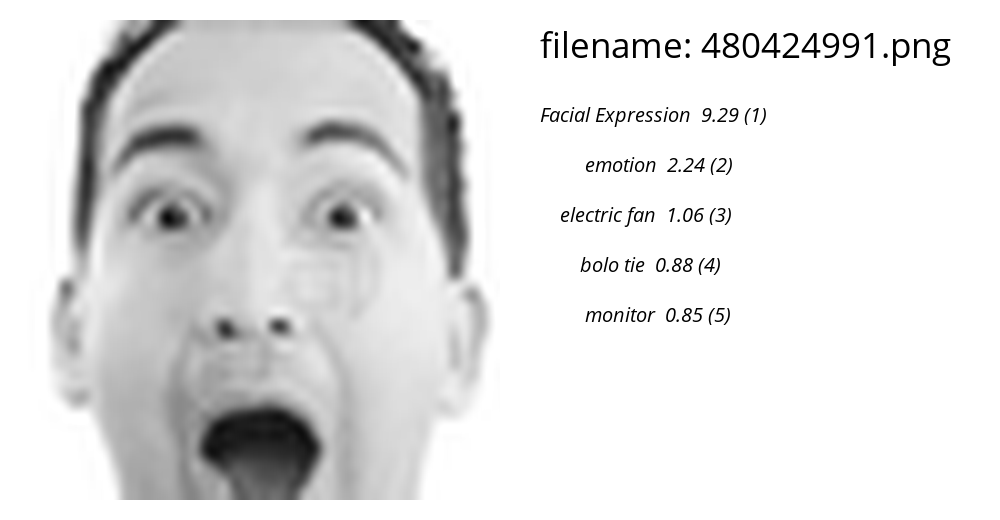 filename: 480424991.png
Facial Expression 9.29 (1)
emotion 2.24 (2)
electric fan 1.06 (3)
bolo tie 0.88 (4)
monitor 0.85 (5)